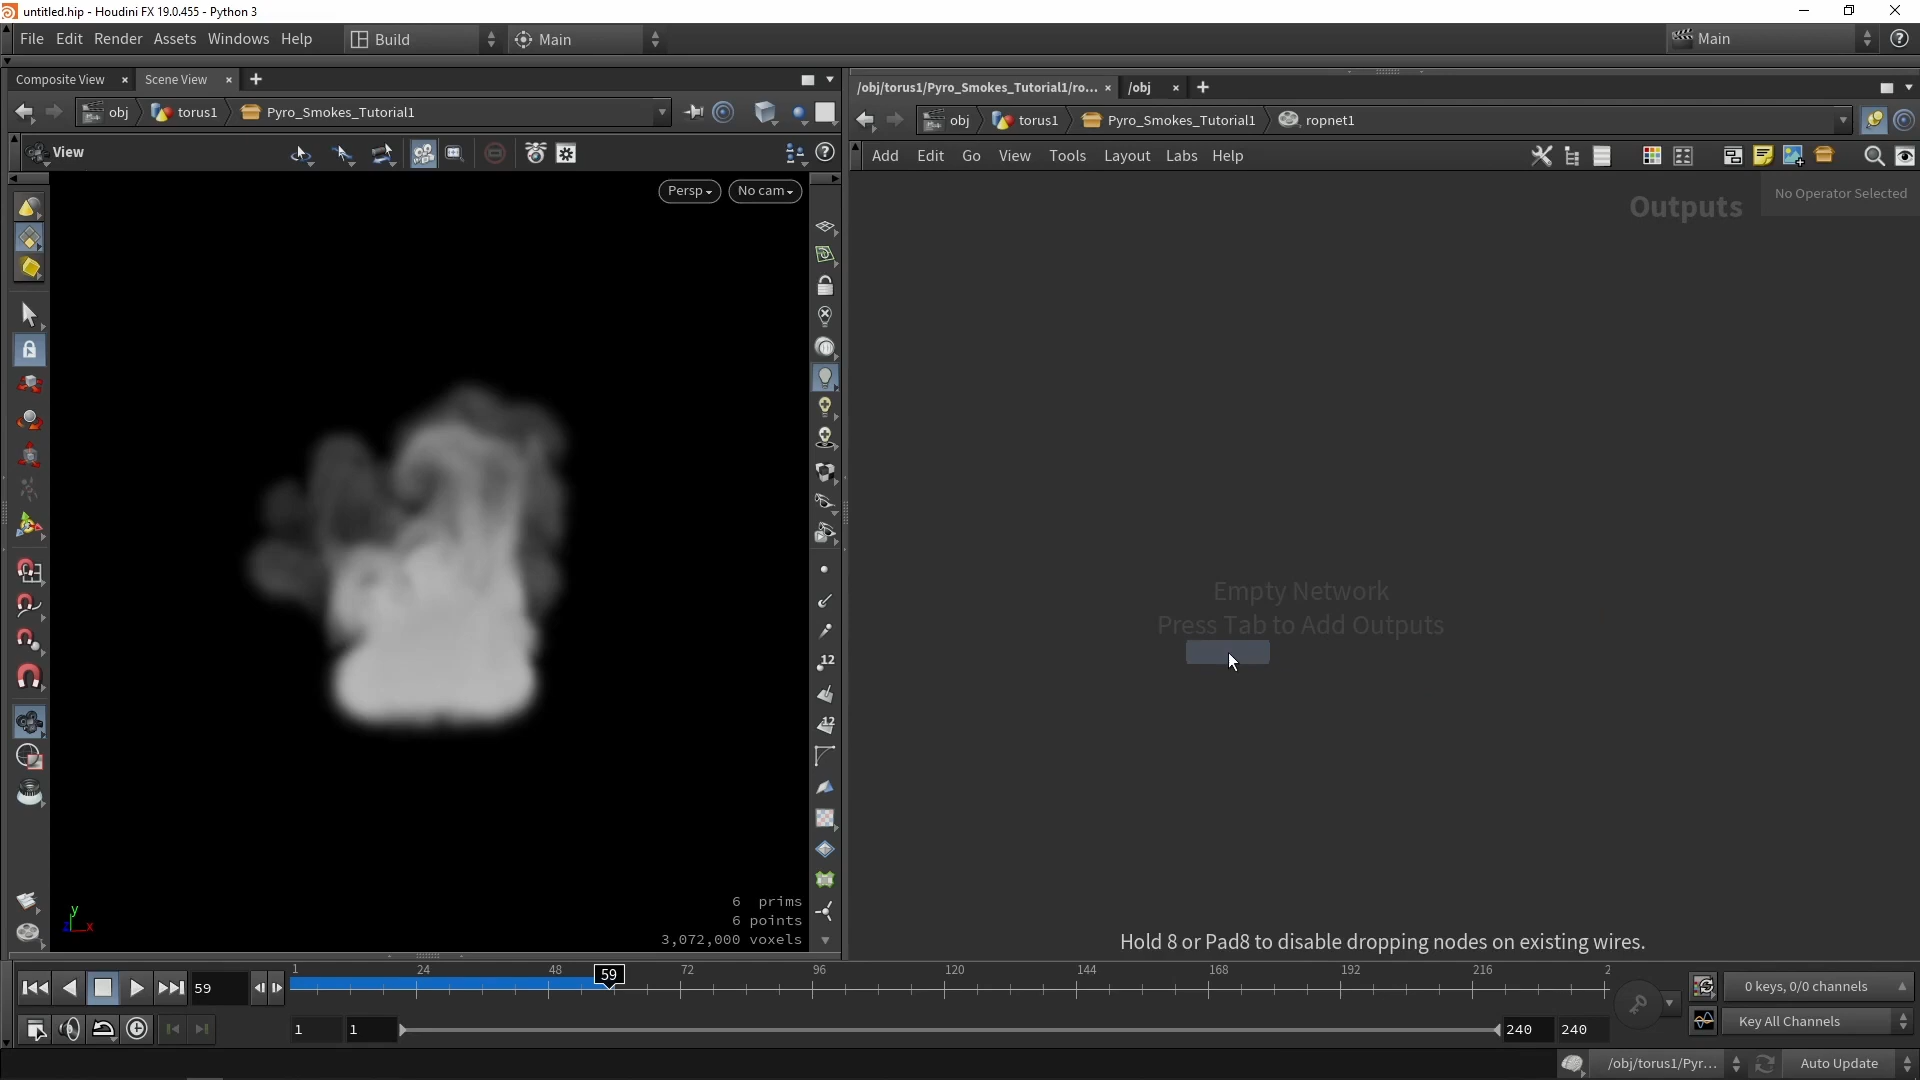 untitled.hip - Houdini FX 19.0.455 - Python 3
File Edit Render Assets Windows Help
Build
Main
Main
Composite View × Scene View × +
/obj/torus1/Pyro_Smokes_Tutorial1/ro... × /obj × +
obj torus1 Pyro_Smokes_Tutorial1
obj torus1 Pyro_Smokes_Tutorial1 ropnet1
View
Add Edit Go View Tools Layout Labs Help
Persp
No cam
Outputs
No Operator Selected
Empty Network
Press Tab to Add Outputs
12
12
6 prims
6 points
3,072,000 voxels
y
z x
Hold 8 or Pad8 to disable dropping nodes on existing wires.
1 24 48 72 96 120 144 168 192 216 2
59
59
0 keys, 0/0 channels
1 1 240 240
Key All Channels
/obj/torus1/Pyr...
Auto Update